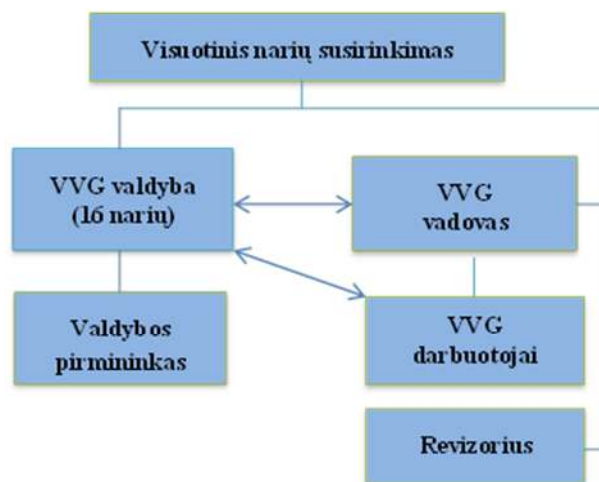 Visuotinis narių susirinkimas
VVG valdyba
(16 narių)
VVG
vadovas
Valdybos
pirmininkas
VVG
darbuotojai
Revizorius